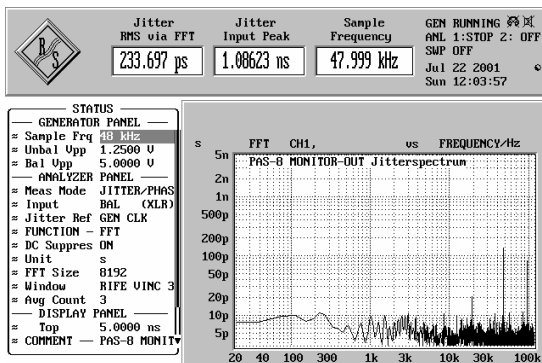 R S
Jitter
RMS via FFT
233.697 ps
Jitter
Input Peak
1.08623 ns
Sample
Frequency
47.999 kHz
GEN RUNNING
ANL 1:STOP 2: OFF
SWP OFF
Jul 22 2001
Sun 12:03:57
STATUS
GENERATOR PANEL
≈ Sample Frq 48 kHz
≈ Unbal Vpp 1.2500 V
≈ Bal Vpp 5.0000 V
ANALYZER PANEL
≈ Meas Mode JITTER/PHAS
≈ Input BAL (XLR)
≈ Jitter Ref GEN CLK
≈ FUNCTION – FFT
≈ DC Suppres ON
≈ Unit s
≈ FFT Size 8192
≈ Window RIFE VINC 3
≈ Avg Count 3
DISPLAY PANEL
≈ Top 5.0000 ns
≈ COMMENT — PAS-8 MONIT
s FFT CH1, vs FREQUENCY/Hz
PAS-8 MONITOR-OUT Jitterspectrum
5n
2n
1n
500p
200p
100p
50p
20p
10p
5p
20 40 100 300 1k 3k 10k 30k 100k